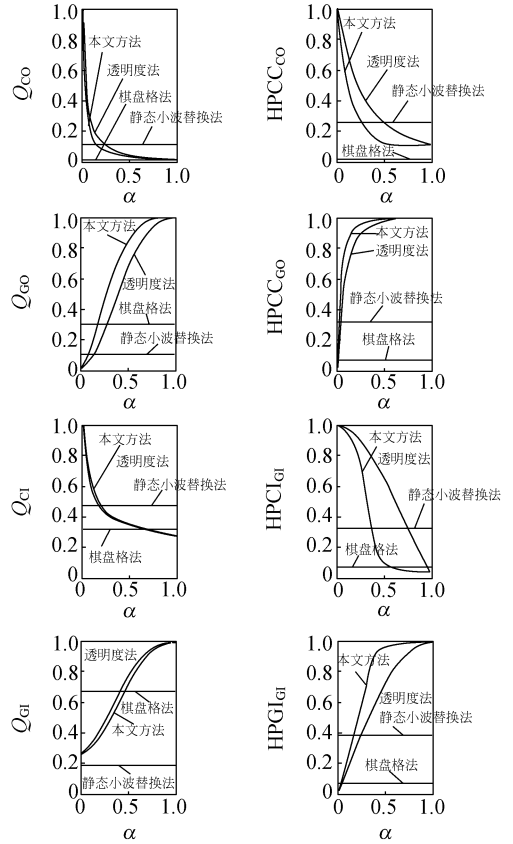 Q_CO
1.0
0.8
0.6
0.4
0.2
0
本文方法
透明度法
棋盘格法
静态小波替换法
0 0.5 1.0
α
HPCC_CO
1.0
0.8
0.6
0.4
0.2
0
透明度法
本文方法
静态小波替换法
棋盘格法
0 0.5 1.0
α
Q_GO
1.0
0.8
0.6
0.4
0.2
0
本文方法
透明度法
棋盘格法
静态小波替换法
0 0.5 1.0
α
HPCC_GO
1.0
0.8
0.6
0.4
0.2
0
本文方法
透明度法
静态小波替换法
棋盘格法
0 0.5 1.0
α
Q_CI
1.0
0.8
0.6
0.4
0.2
0
本文方法
透明度法
静态小波替换法
棋盘格法
0 0.5 1.0
α
HPCI_GI
1.0
0.8
0.6
0.4
0.2
0
本文方法
透明度法
静态小波替换法
棋盘格法
0 0.5 1.0
α
Q_GI
1.0
0.8
0.6
0.4
0.2
0
透明度法
棋盘格法
本文方法
静态小波替换法
0 0.5 1.0
α
HPGI_GI
1.0
0.8
0.6
0.4
0.2
0
本文方法
透明度法
静态小波替换法
棋盘格法
0 0.5 1.0
α